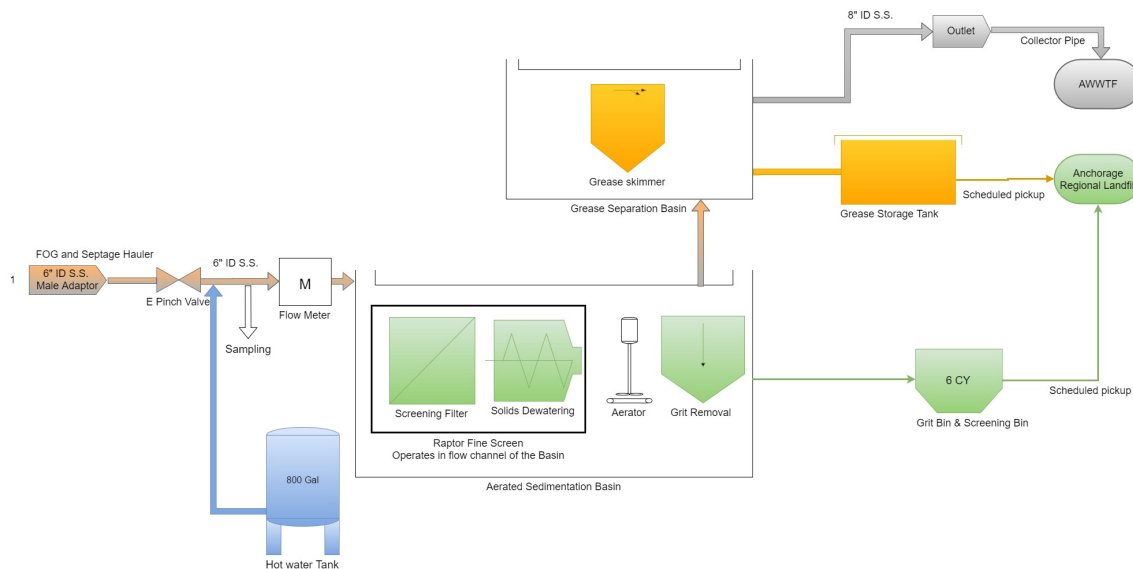 8" ID S.S.
Outlet
Collector Pipe
AWWTF
Grease skimmer
Grease Separation Basin
Grease Storage Tank
Scheduled pickup
Anchorage
Regional Landfill
FOG and Septage Hauler
1
6" ID S.S.
Male Adaptor
E Pinch Valve
6" ID S.S.
Sampling
M
Flow Meter
Screening Filter
Solids Dewatering
Raptor Fine Screen
Operates in flow channel of the Basin
Aerator
Grit Removal
Aerated Sedimentation Basin
6 CY
Grit Bin & Screening Bin
Scheduled pickup
800 Gal
Hot water Tank